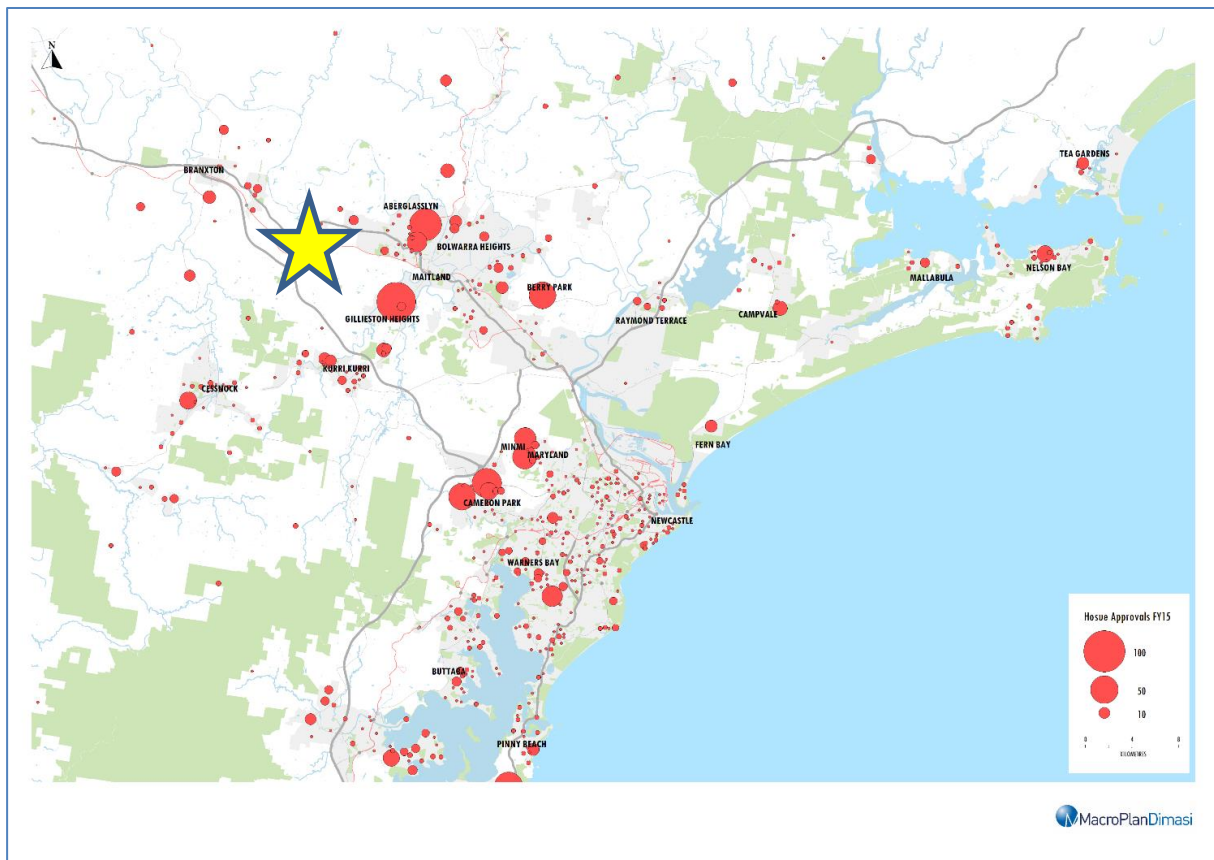 N
TEA GARDENS
BRANXTON
ABERGLASSLYN
BOLWARRA HEIGHTS
NELSON BAY
MAITLAND
MALLABULA
BERRY PARK
CAMPVALE
GILLIESTON HEIGHTS
RAYMOND TERRACE
KURRI KURRI
CESSNOCK
FERN BAY
MINMI
MARYLAND
CAMERON PARK
NEWCASTLE
WARNERS BAY
BUTTABA
PINNY BEACH
Hosue Approvals FY15
100
50
10
0 4 8
KILOMETRES
MacroPlanDimasi